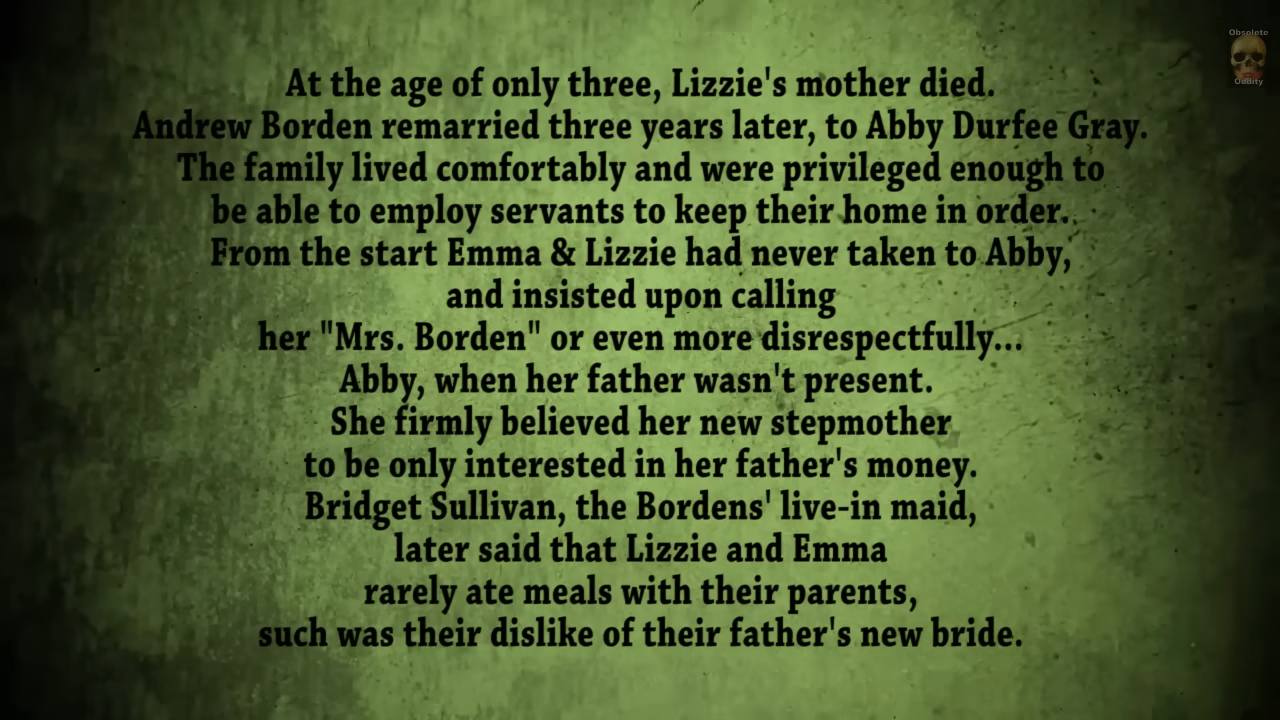 Obsolete
Oddity
At the age of only three, Lizzie's mother died.
Andrew Borden remarried three years later, to Abby Durfee Gray.
The family lived comfortably and were privileged enough to
be able to employ servants to keep their home in order.
From the start Emma & Lizzie had never taken to Abby,
and insisted upon calling
her "Mrs. Borden" or even more disrespectfully...
Abby, when her father wasn't present.
She firmly believed her new stepmother
to be only interested in her father's money.
Bridget Sullivan, the Bordens' live-in maid,
later said that Lizzie and Emma
rarely ate meals with their parents,
such was their dislike of their father's new bride.